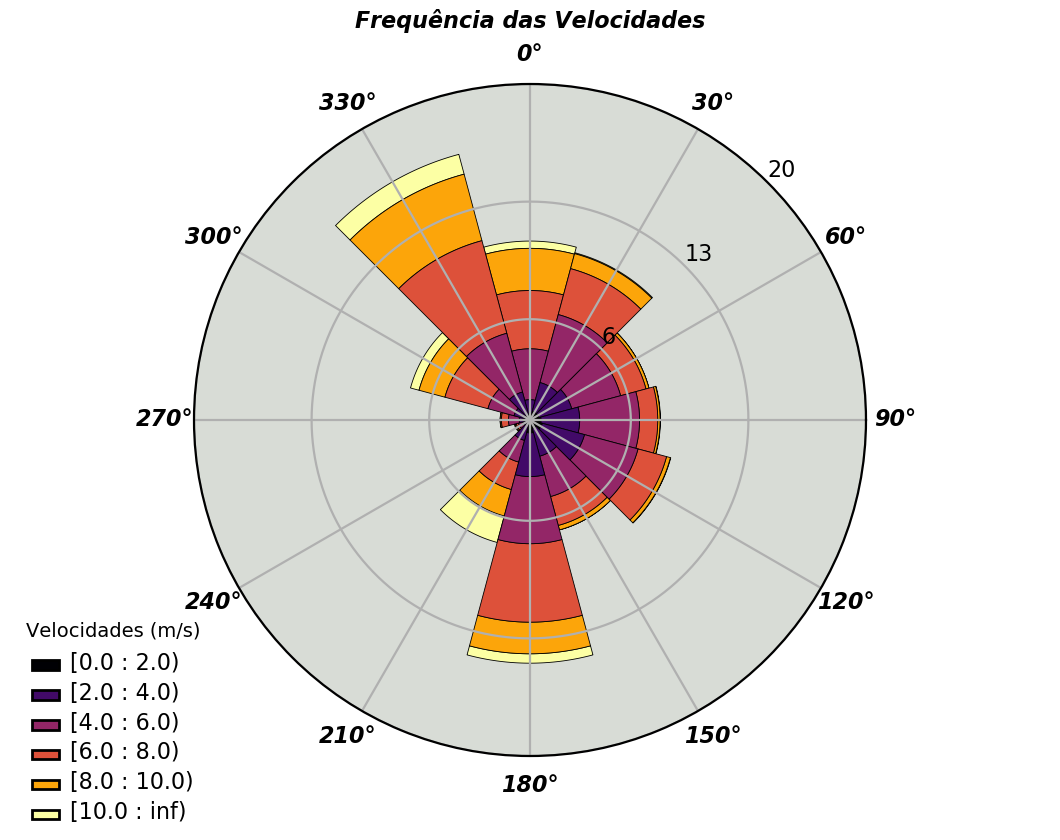 Frequência das Velocidades
0°
330°
30°
20
300°
60°
13
6
270°
90°
240°
120°
210°
150°
180°
Velocidades (m/s)
[0.0 : 2.0)
[2.0 : 4.0)
[4.0 : 6.0)
[6.0 : 8.0)
[8.0 : 10.0)
[10.0 : inf)